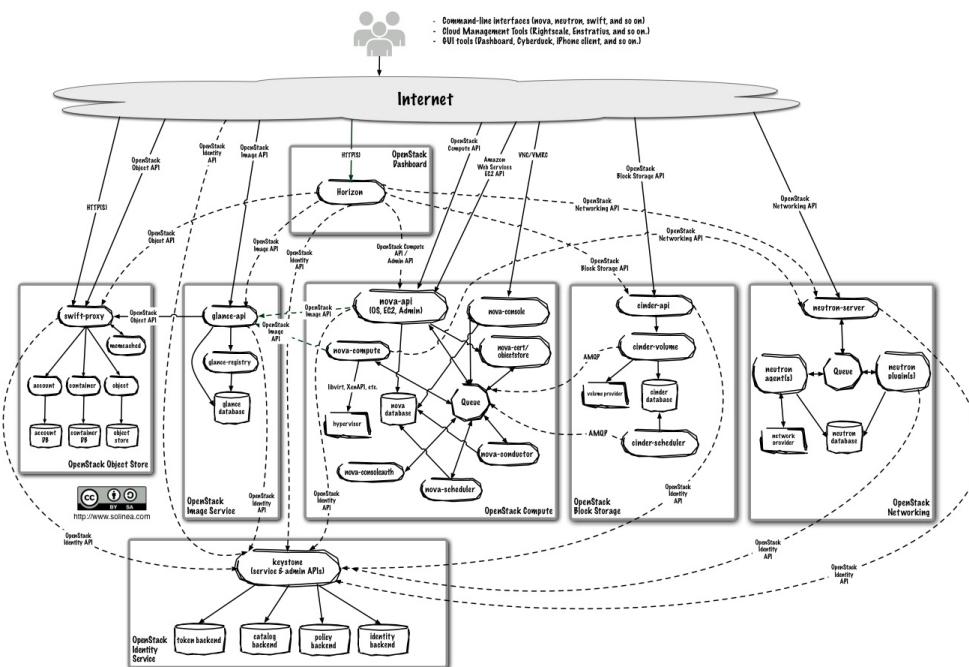 - Command-line interfaces (nova, neutron, swift, and so on)
- Cloud Management Tools (Rightscale, Enstratius, and so on.)
- GUI tools (Dashboard, Cyberduck, iPhone client, and so on.)
Internet
HTTP(S)
OpenStack
Object API
OpenStack
Identity
API
OpenStack
Image API
HTTP(S)
OpenStack
Dashboard
Horizon
OpenStack
Compute API
Amazon
Web Services
EC2 API
VNC/VMRC
OpenStack
Block Storage API
OpenStack
Networking API
OpenStack
Networking API
OpenStack
Networking API
OpenStack
Object API
OpenStack
Image API
OpenStack
Identity
API
OpenStack Compute
API /
Admin API
OpenStack
Block Storage API
swift-proxy
memcached
account
container
object
account
DB
container
DB
object
store
OpenStack Object Store
OpenStack
Object API
glance-api
glance-registry
glance
database
OpenStack
Image Service
OpenStack
Image API
OpenStack
Image
API
nova-api
(OS, EC2, Admin)
nova-console
nova-cert/
objectstore
nova-compute
libvirt, XenAPI, etc.
hypervisor
nova
database
Queue
nova-conductor
nova-consoleauth
nova-scheduler
OpenStack Compute
AMQP
AMQP
cinder-api
cinder-volume
volume provider
cinder
database
cinder-scheduler
OpenStack
Block Storage
neutron-server
neutron
agent(s)
Queue
neutron
plugin(s)
network
provider
neutron
database
OpenStack
Networking
cc
BY SA
http://www.solinea.com
OpenStack
Identity API
OpenStack
Identity
API
OpenStack
Identity
API
OpenStack
Identity API
OpenStack
Identity
API
OpenStack
Identity
API
keystone
(service & admin APIs)
token backend
catalog
backend
policy
backend
identity
backend
OpenStack
Identity
Service